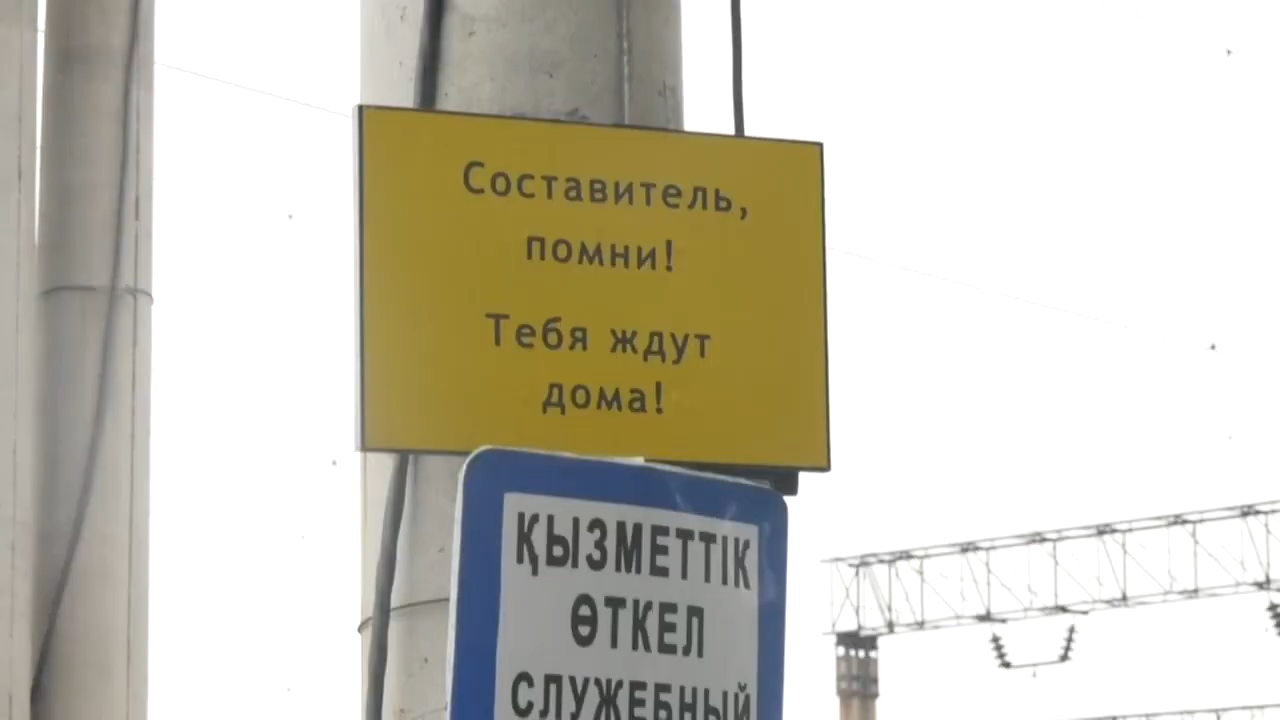 Составитель,
помни!
Тебя ждут
дома!
ҚЫЗМЕТТІК
ӨТКЕЛ
СЛУЖЕБНЫЙ